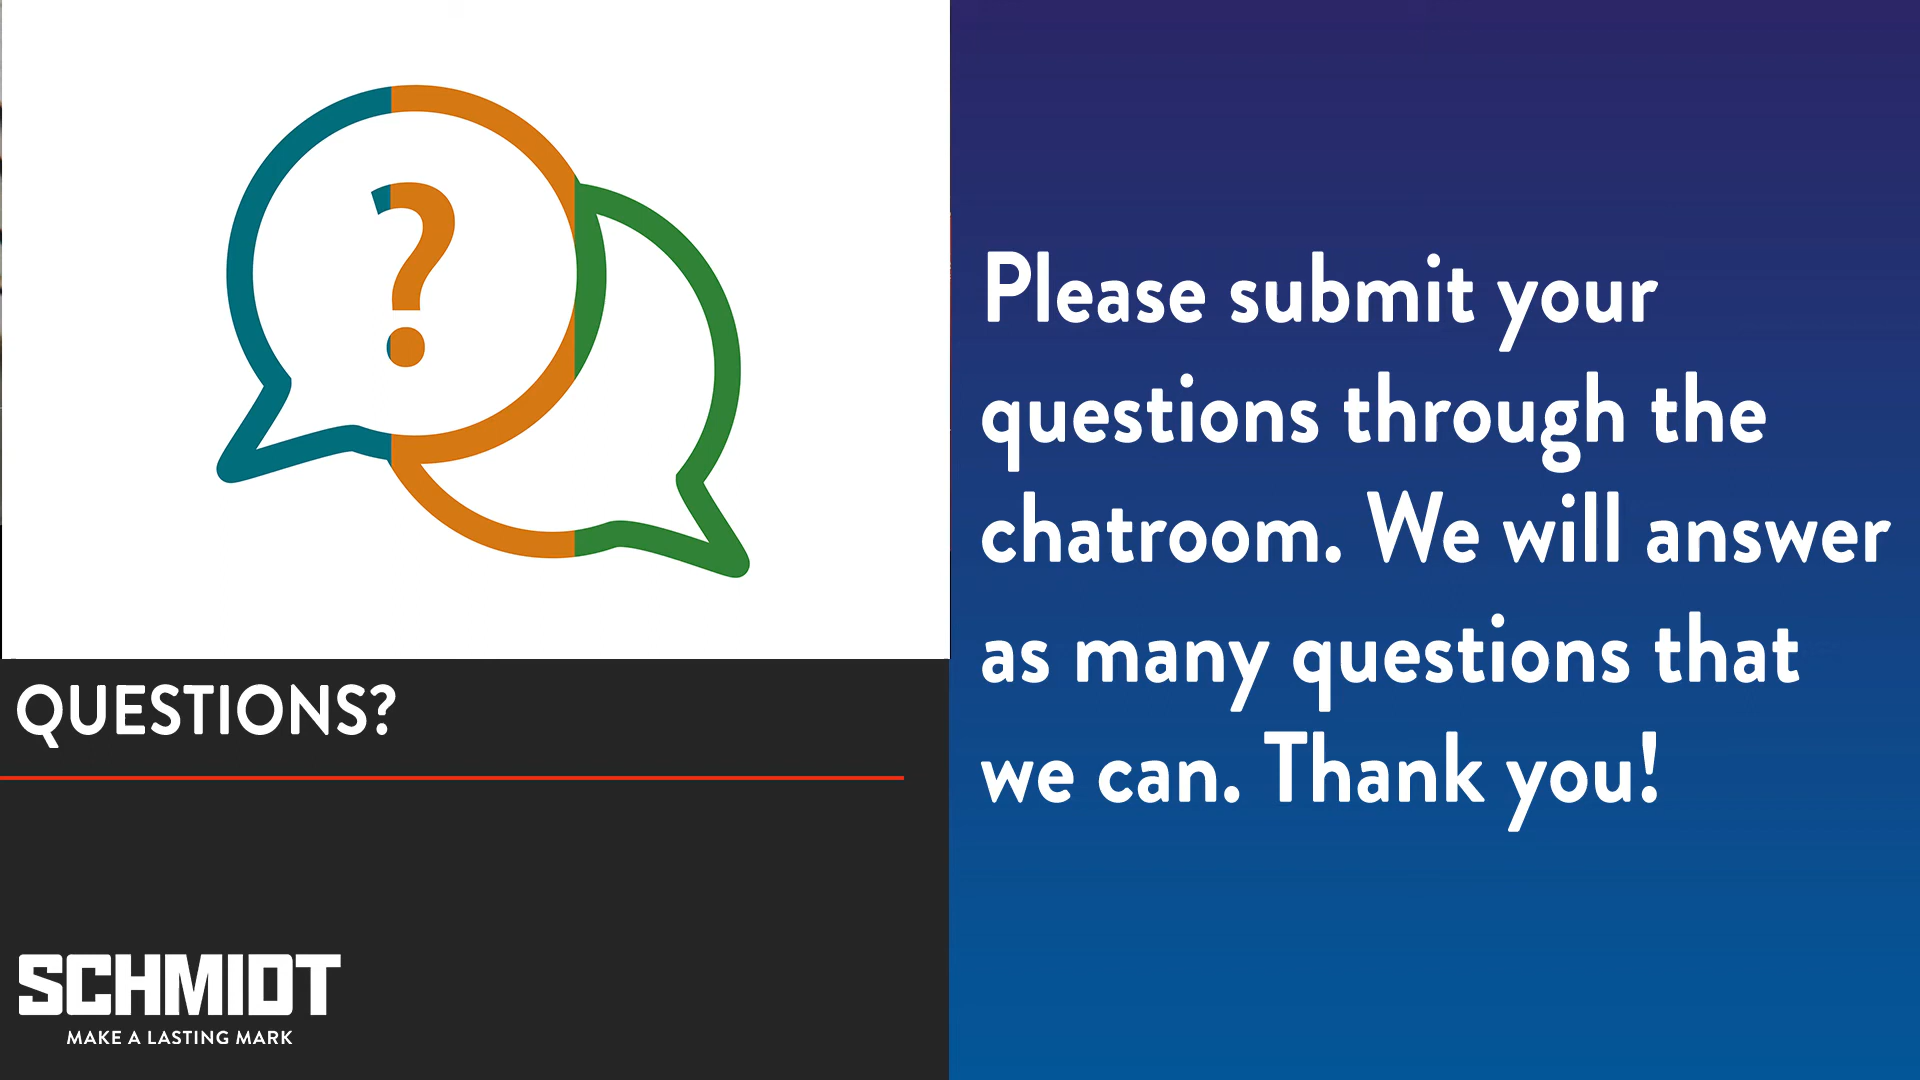 ?
QUESTIONS?
SCHMIDT
MAKE A LASTING MARK
Please submit your
questions through the
chatroom. We will answer
as many questions that
we can. Thank you!